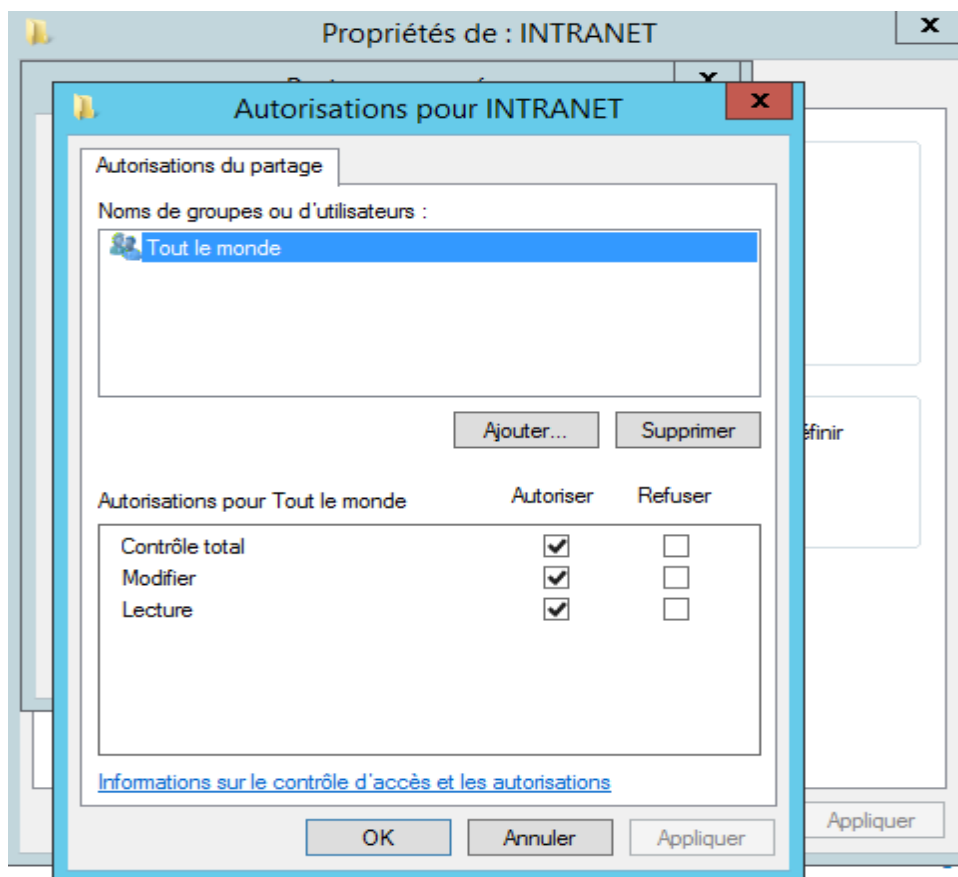 Propriétés de : INTRANET
Autorisations pour INTRANET
Autorisations du partage
Noms de groupes ou d'utilisateurs :
Tout le monde
Ajouter... Supprimer
éfinir
Autorisations pour Tout le monde Autoriser Refuser
Contrôle total
Modifier
Lecture
Informations sur le contrôle d'accès et les autorisations
OK Annuler Appliquer
Appliquer